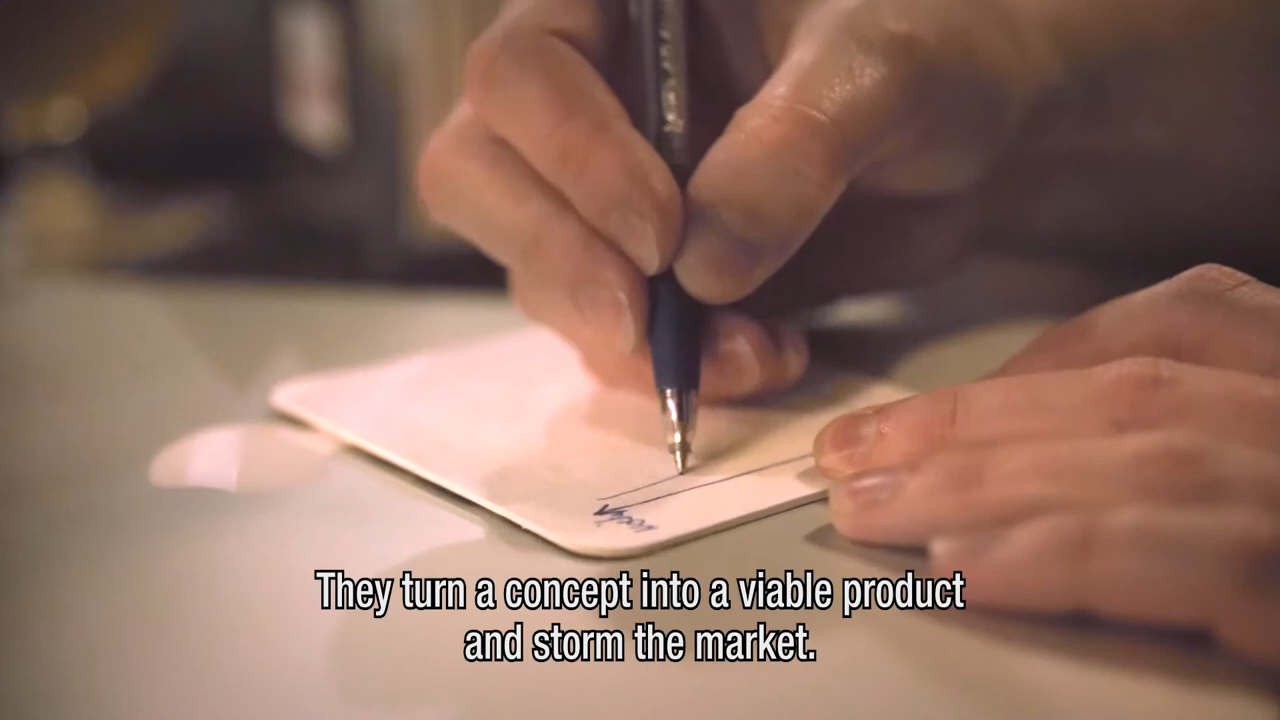 They turn a concept into a viable product
and storm the market.